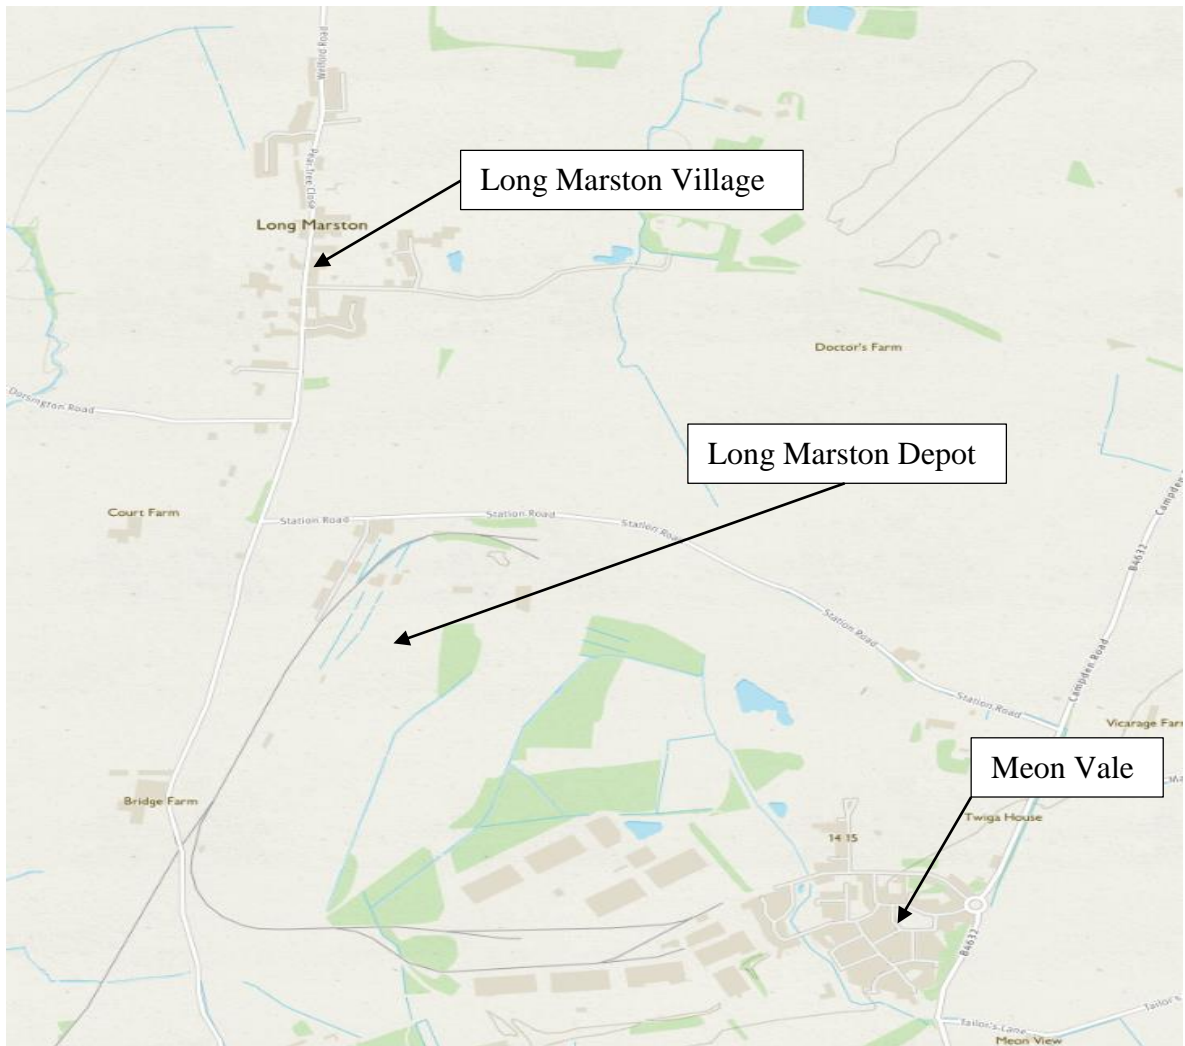 Welford Road
Pear Tree Close
Long Marston Village
Long Marston
Doctor's Farm
Dorsington Road
Long Marston Depot
Campden
Court Farm
Station Road
Station Road
Station Road
B4632
Station Road
Campden Road
Station Road
Vicarage Farm
Meon Vale
Bridge Farm
Twiga House
14 15
B4632
Tailor's
Tailor's Lane
Meon View